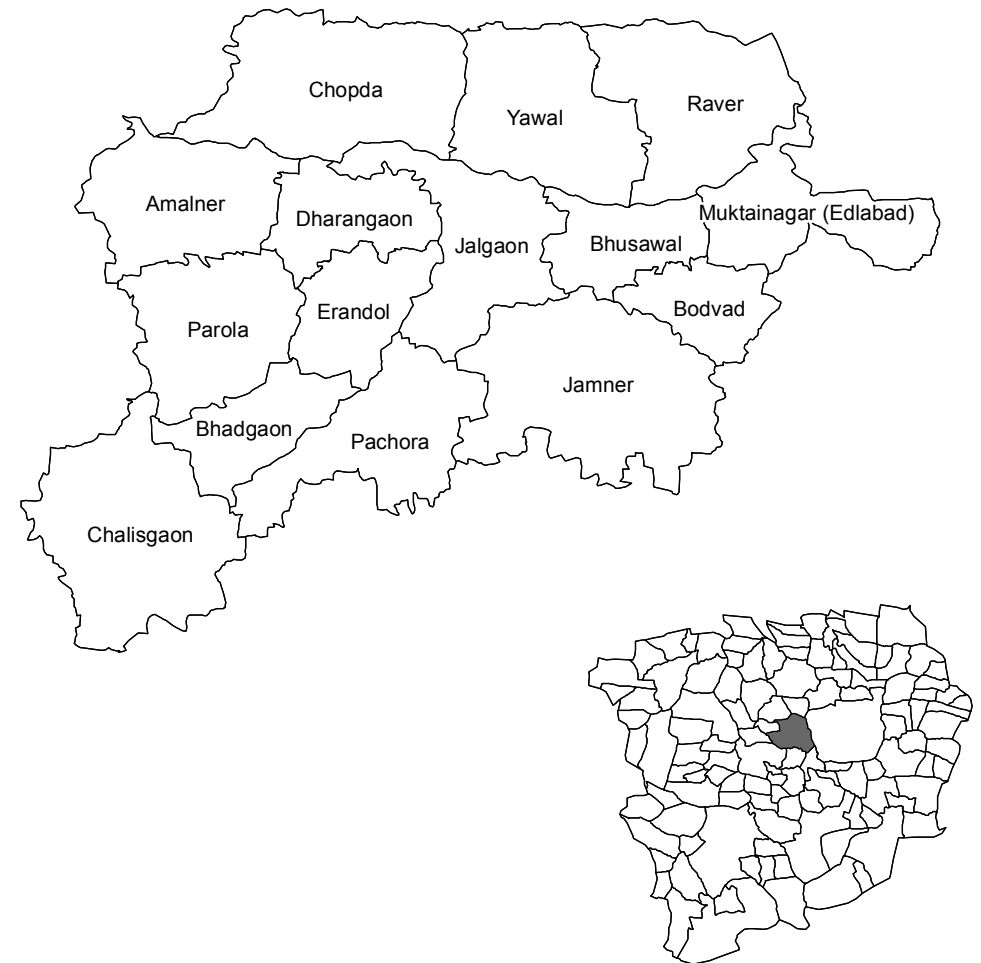 Chopda
Yawal
Raver
Amalner
Dharangaon
Jalgaon
Bhusawal
Muktainagar (Edlabad)
Parola
Erandol
Bodvad
Jamner
Bhadgaon
Pachora
Chalisgaon